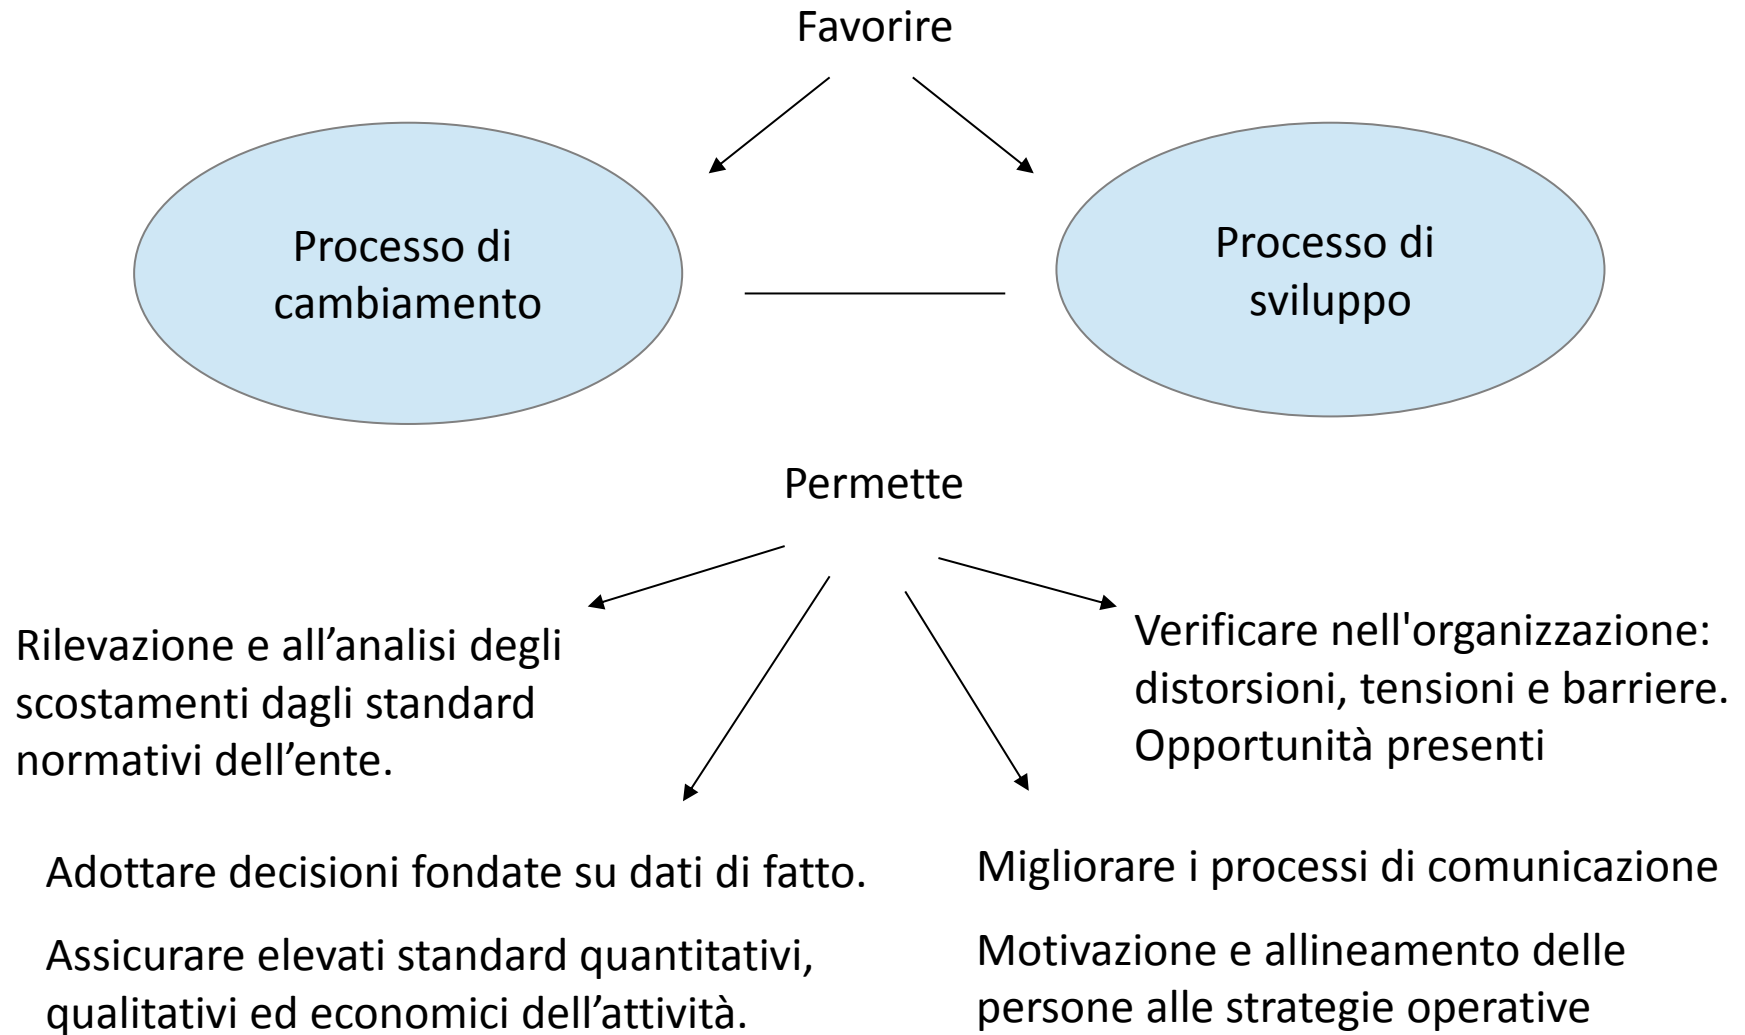 Favorire
Processo di
cambiamento
Processo di
sviluppo
Permette
Rilevazione e all’analisi degli
scostamenti dagli standard
normativi dell’ente.
Verificare nell'organizzazione:
distorsioni, tensioni e barriere.
Opportunità presenti
Adottare decisioni fondate su dati di fatto.
Assicurare elevati standard quantitativi,
qualitativi ed economici dell’attività.
Migliorare i processi di comunicazione
Motivazione e allineamento delle
persone alle strategie operative